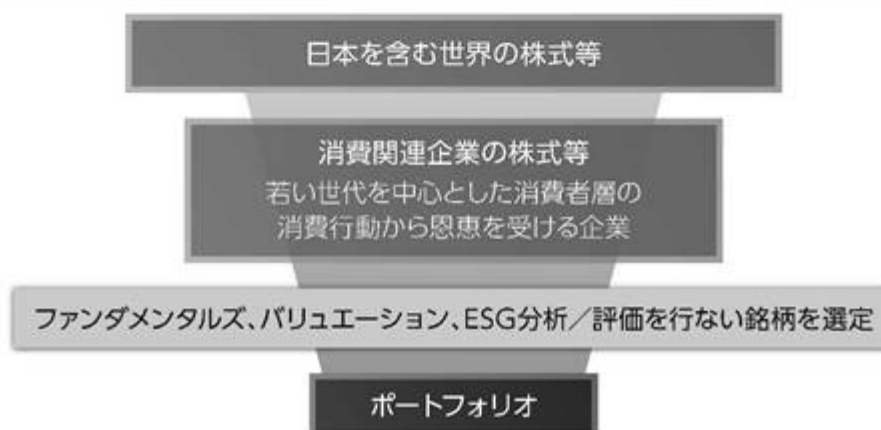 日本を含む世界の株式等
消費関連企業の株式等
若い世代を中心とした消費者層の
消費行動から恩恵を受ける企業
ファンダメンタルズ、バリュエーション、ESG分析／評価を行ない銘柄を選定
ポートフォリオ